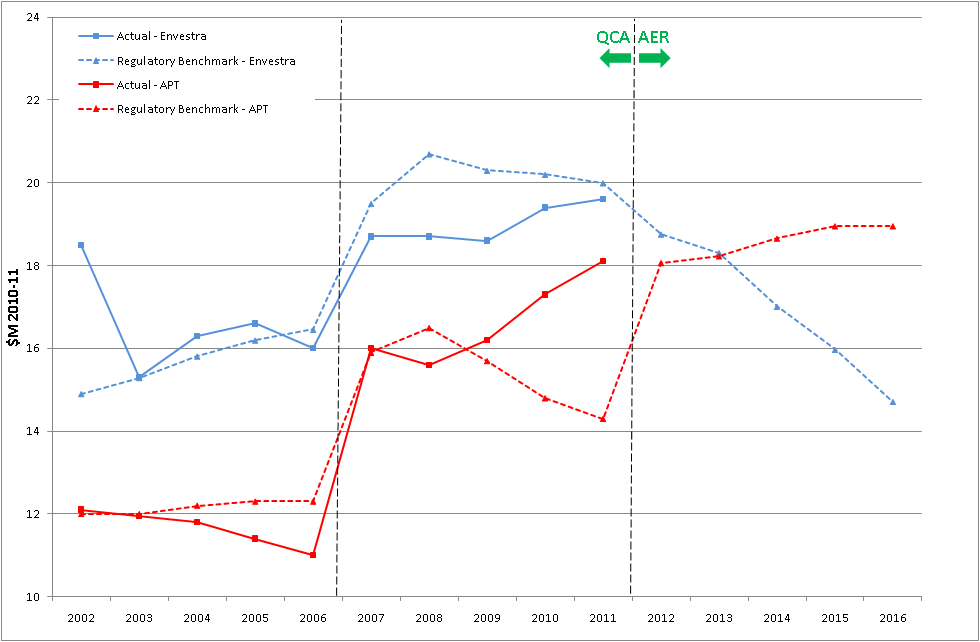 24
22
20
18
16
14
12
10
$M 2010-11
Actual - Envestra
Regulatory Benchmark - Envestra
Actual - APT
Regulatory Benchmark - APT
QCA AER
2002 2003 2004 2005 2006 2007 2008 2009 2010 2011 2012 2013 2014 2015 2016